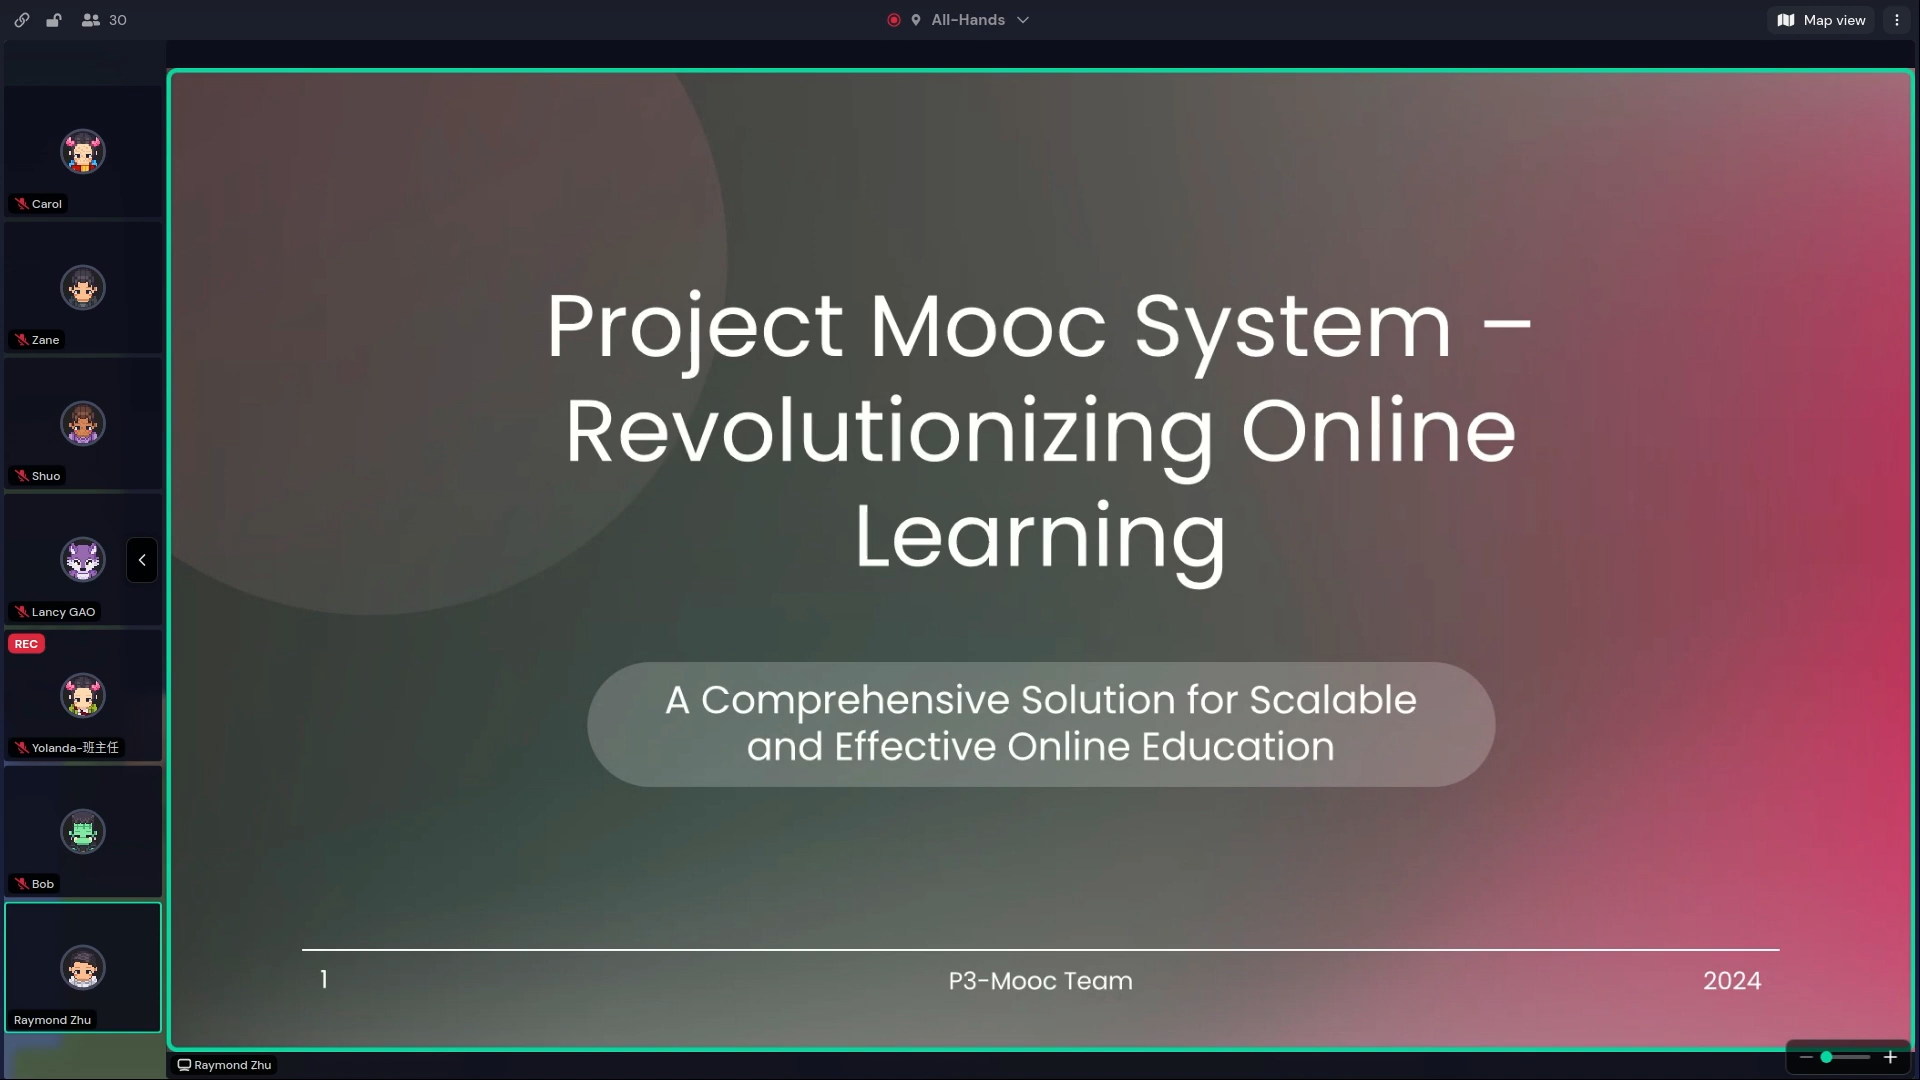 30
All-Hands
Map view
Carol
Zane
Shuo
Lancy GAO
REC
Yolanda-班主任
Bob
Raymond Zhu
Project Mooc System –
Revolutionizing Online
Learning
A Comprehensive Solution for Scalable
and Effective Online Education
1
P3-Mooc Team
2024
Raymond Zhu